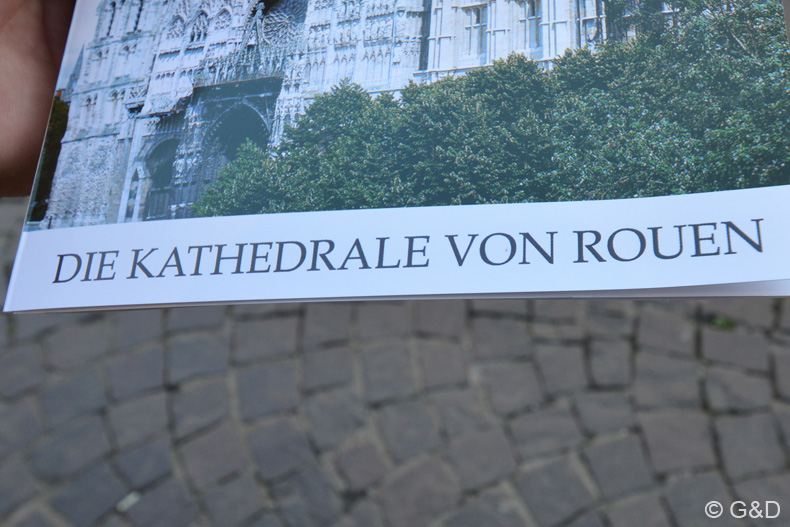 DIE KATHEDRALE VON ROUEN
© G&D